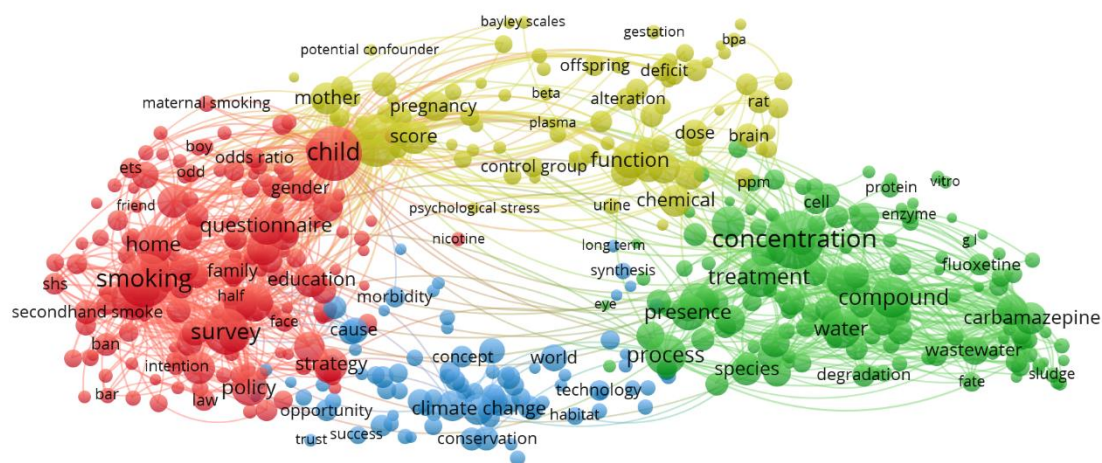 bayley scales
gestation
bpa
potential confounder
offspring
deficit
mother
pregnancy
beta
alteration
rat
maternal smoking
plasma
dose
brain
boy
score
child
control group
function
ets
odds ratio
odd
gender
ppm
protein
vitro
friend
psychological stress
urine
chemical
cell
enzyme
questionnaire
nicotine
concentration
g l
home
long term
smoking
family
education
synthesis
treatment
fluoxetine
shs
half
morbidity
eye
compound
secondhand smoke
face
presence
carbamazepine
survey
cause
water
ban
concept
world
process
wastewater
intention
strategy
species
degradation
sludge
bar
policy
technology
fate
law
opportunity
climate change
habitat
trust
success
conservation